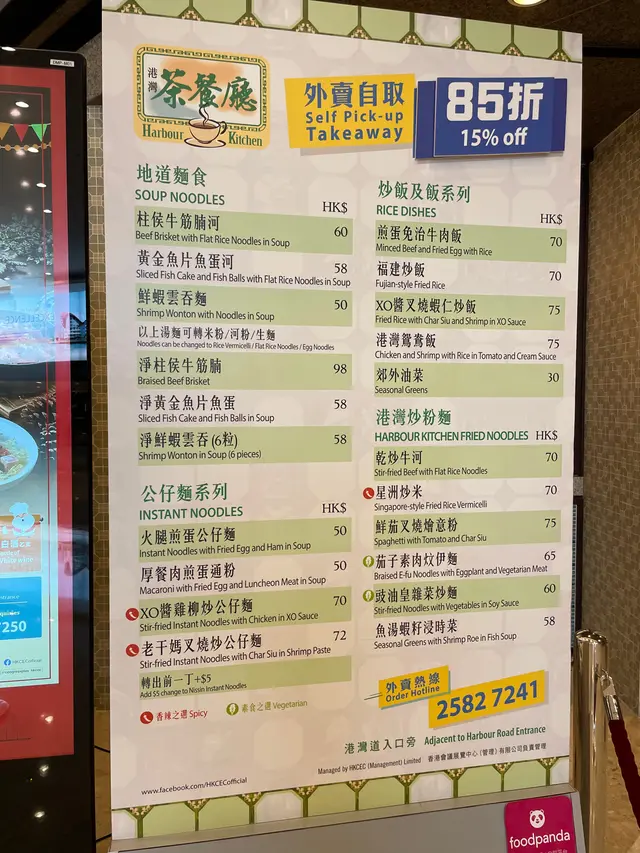 港灣
茶餐廳
Harbour Kitchen
外賣自取
Self Pick-up
Takeaway
85折
15% off
地道麵食
SOUP NOODLES HK$
柱侯牛筋腩河 60
Beef Brisket with Flat Rice Noodles in Soup
黃金魚片魚蛋河 58
Sliced Fish Cake and Fish Balls with Flat Rice Noodles in Soup
鮮蝦雲吞麵 50
Shrimp Wonton with Noodles in Soup
以上湯麵可轉米粉/河粉/生麵
Noodles can be changed to Rice Vermicelli / Flat Rice Noodles / Egg Noodles
淨柱侯牛筋腩 98
Braised Beef Brisket
淨黃金魚片魚蛋 58
Sliced Fish Cake and Fish Balls in Soup
淨鮮蝦雲吞 (6粒) 58
Shrimp Wonton in Soup (6 pieces)
公仔麵系列
INSTANT NOODLES HK$
火腿煎蛋公仔麵 50
Instant Noodles with Fried Egg and Ham in Soup
厚餐肉煎蛋通粉 50
Macaroni with Fried Egg and Luncheon Meat in Soup
XO醬雞柳炒公仔麵 70
Stir-fried Instant Noodles with Chicken in XO Sauce
老干媽叉燒炒公仔麵 72
Stir-fried Instant Noodles with Char Siu in Shrimp Paste
轉出前一丁+$5
Add $5 change to Nissin Instant Noodles
香辣之選 Spicy 素食之選 Vegetarian
炒飯及飯系列
RICE DISHES HK$
煎蛋免治牛肉飯 70
Minced Beef and Fried Egg with Rice
福建炒飯 70
Fujian-style Fried Rice
XO醬叉燒蝦仁炒飯 75
Fried Rice with Char Siu and Shrimp in XO Sauce
港灣鴛鴦飯 75
Chicken and Shrimp with Rice in Tomato and Cream Sauce
郊外油菜 30
Seasonal Greens
港灣炒粉麵
HARBOUR KITCHEN FRIED NOODLES HK$
乾炒牛河 70
Stir-fried Beef with Flat Rice Noodles
星洲炒米 70
Singapore-style Fried Rice Vermicelli
鮮茄叉燒燴意粉 75
Spaghetti with Tomato and Char Siu
茄子素肉炆伊麵 65
Braised E-fu Noodles with Eggplant and Vegetarian Meat
豉油皇雜菜炒麵 60
Stir-fried Noodles with Vegetables in Soy Sauce
魚湯蝦籽浸時菜 58
Seasonal Greens with Shrimp Roe in Fish Soup
外賣熱線
Order Hotline
2582 7241
港灣道入口旁 Adjacent to Harbour Road Entrance
Managed by HKCEC (Management) Limited 香港會議展覽中心 (管理) 有限公司負責管理
www.facebook.com/HKCECofficial
foodpanda
7250
HKCECofficial